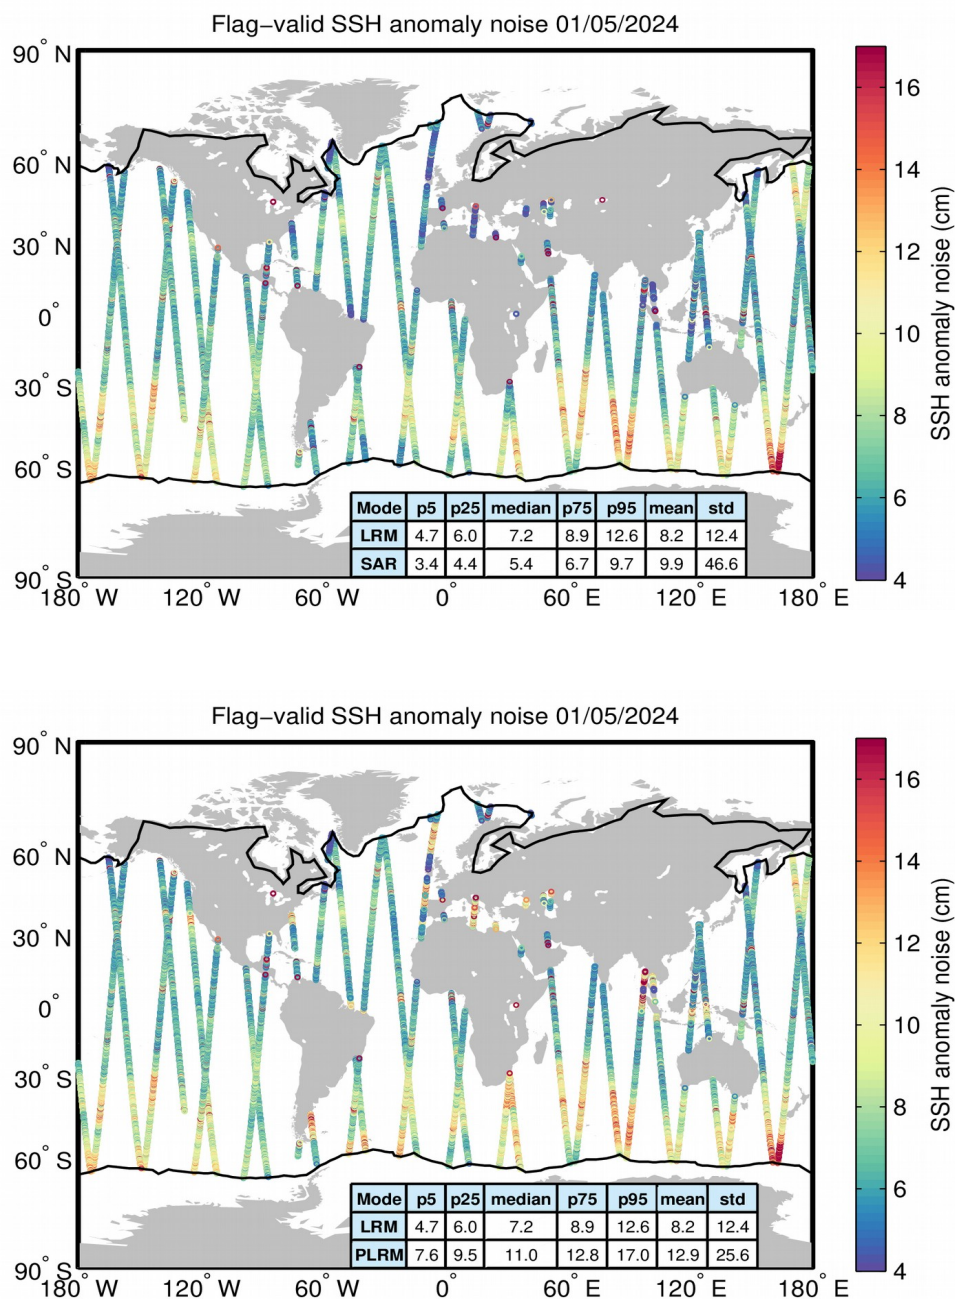 Flag−valid SSH anomaly noise 01/05/2024
90° N
60° N
30° N
0°
30° S
60° S
90° S
180° W 120° W 60° W 0° 60° E 120° E 180° E
16
14
12
10
8
6
4
SSH anomaly noise (cm)
Mode p5 p25 median p75 p95 mean std
LRM 4.7 6.0 7.2 8.9 12.6 8.2 12.4
SAR 3.4 4.4 5.4 6.7 9.7 9.9 46.6
Flag−valid SSH anomaly noise 01/05/2024
90° N
60° N
30° N
0°
30° S
60° S
90° S
180° W 120° W 60° W 0° 60° E 120° E 180° E
16
14
12
10
8
6
4
SSH anomaly noise (cm)
Mode p5 p25 median p75 p95 mean std
LRM 4.7 6.0 7.2 8.9 12.6 8.2 12.4
PLRM 7.6 9.5 11.0 12.8 17.0 12.9 25.6